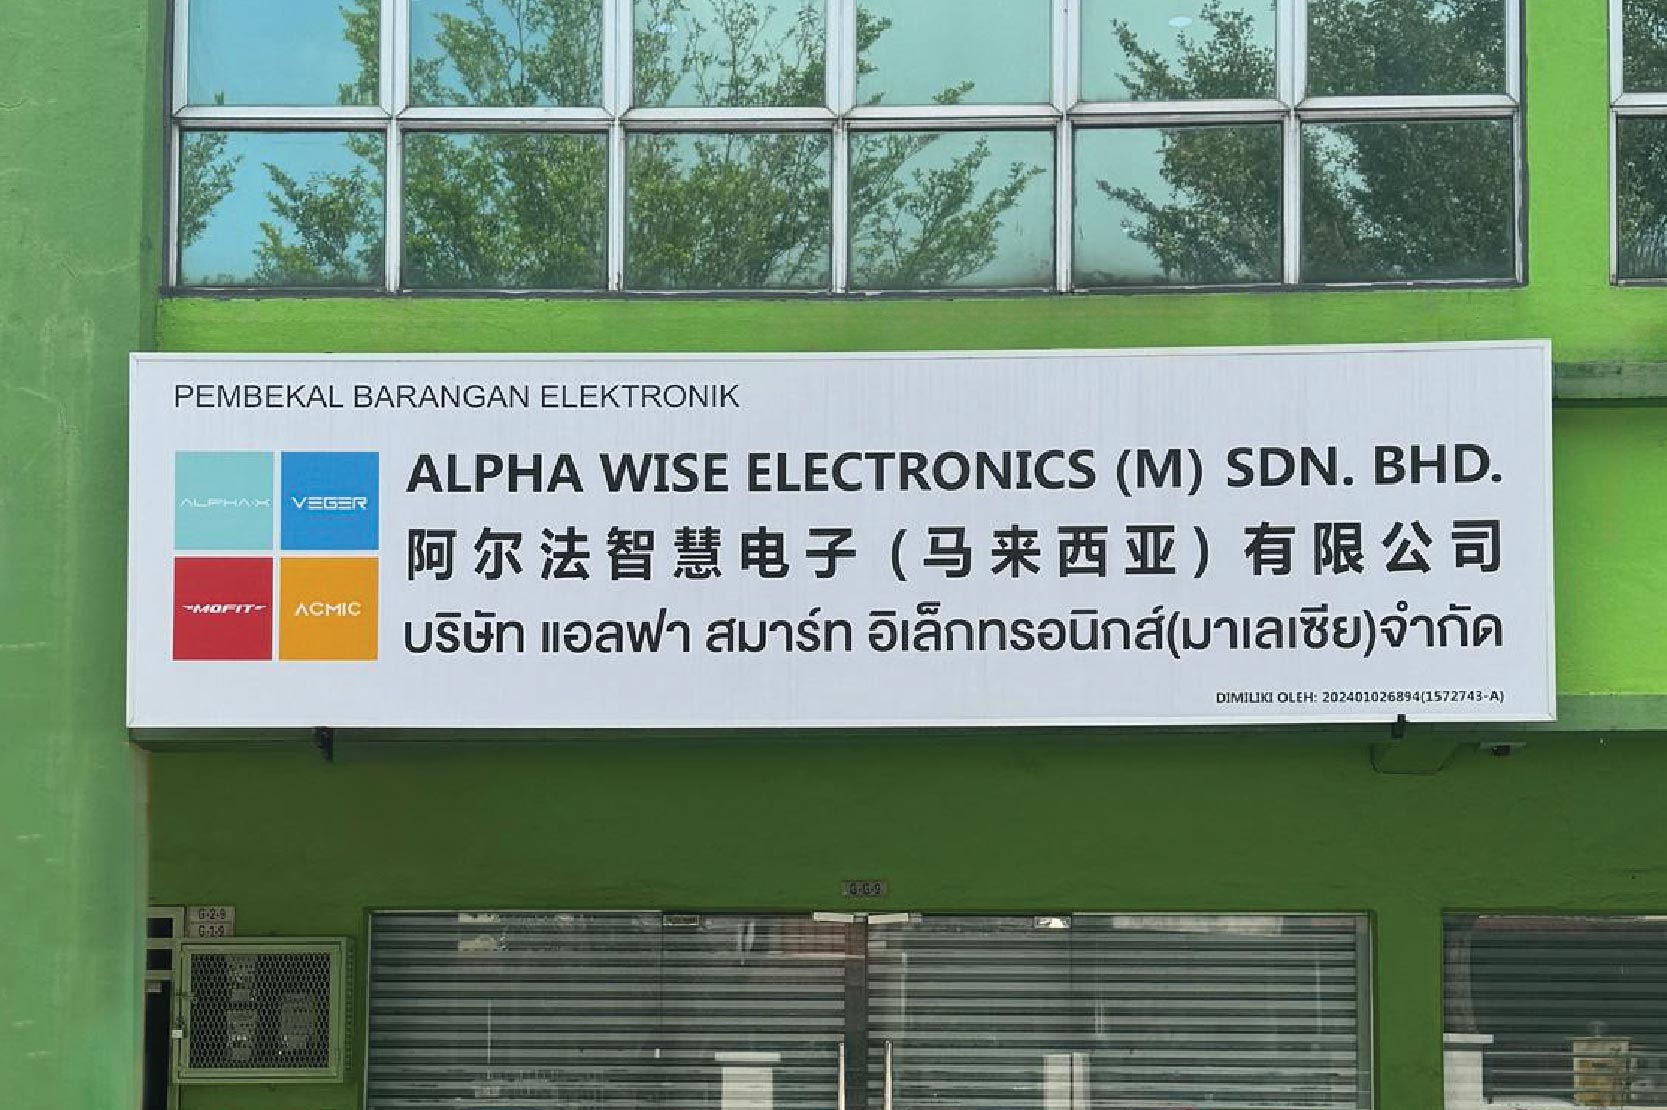 PEMBEKAL BARANGAN ELEKTRONIK
ALPHA-X VEGER
MOFIT ACMIC
ALPHA WISE ELECTRONICS (M) SDN. BHD.
阿尔法智慧电子（马来西亚）有限公司
บริษัท แอลฟา สมาร์ท อิเล็กทรอนิกส์(มาเลเซีย)จำกัด
DIMILIKI OLEH: 202401026894(1572743-A)
G-G-9
G-2-9
G-1-9